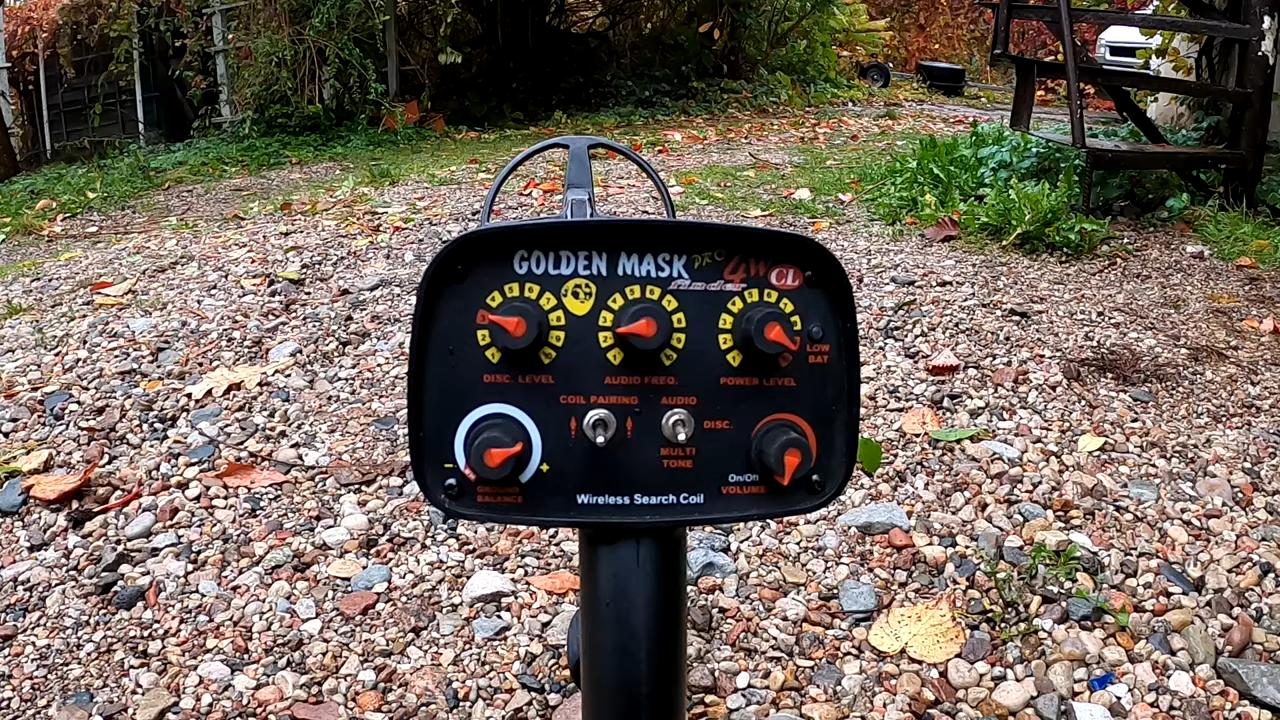 GOLDEN MASK PRO 4W CL
finder
LOW
BAT
DISC. LEVEL
AUDIO FREQ.
POWER LEVEL
COIL PAIRING
AUDIO
DISC.
MULTI
TONE
- +
GROUND
BALANCE
On/Off
VOLUME
Wireless Search Coil